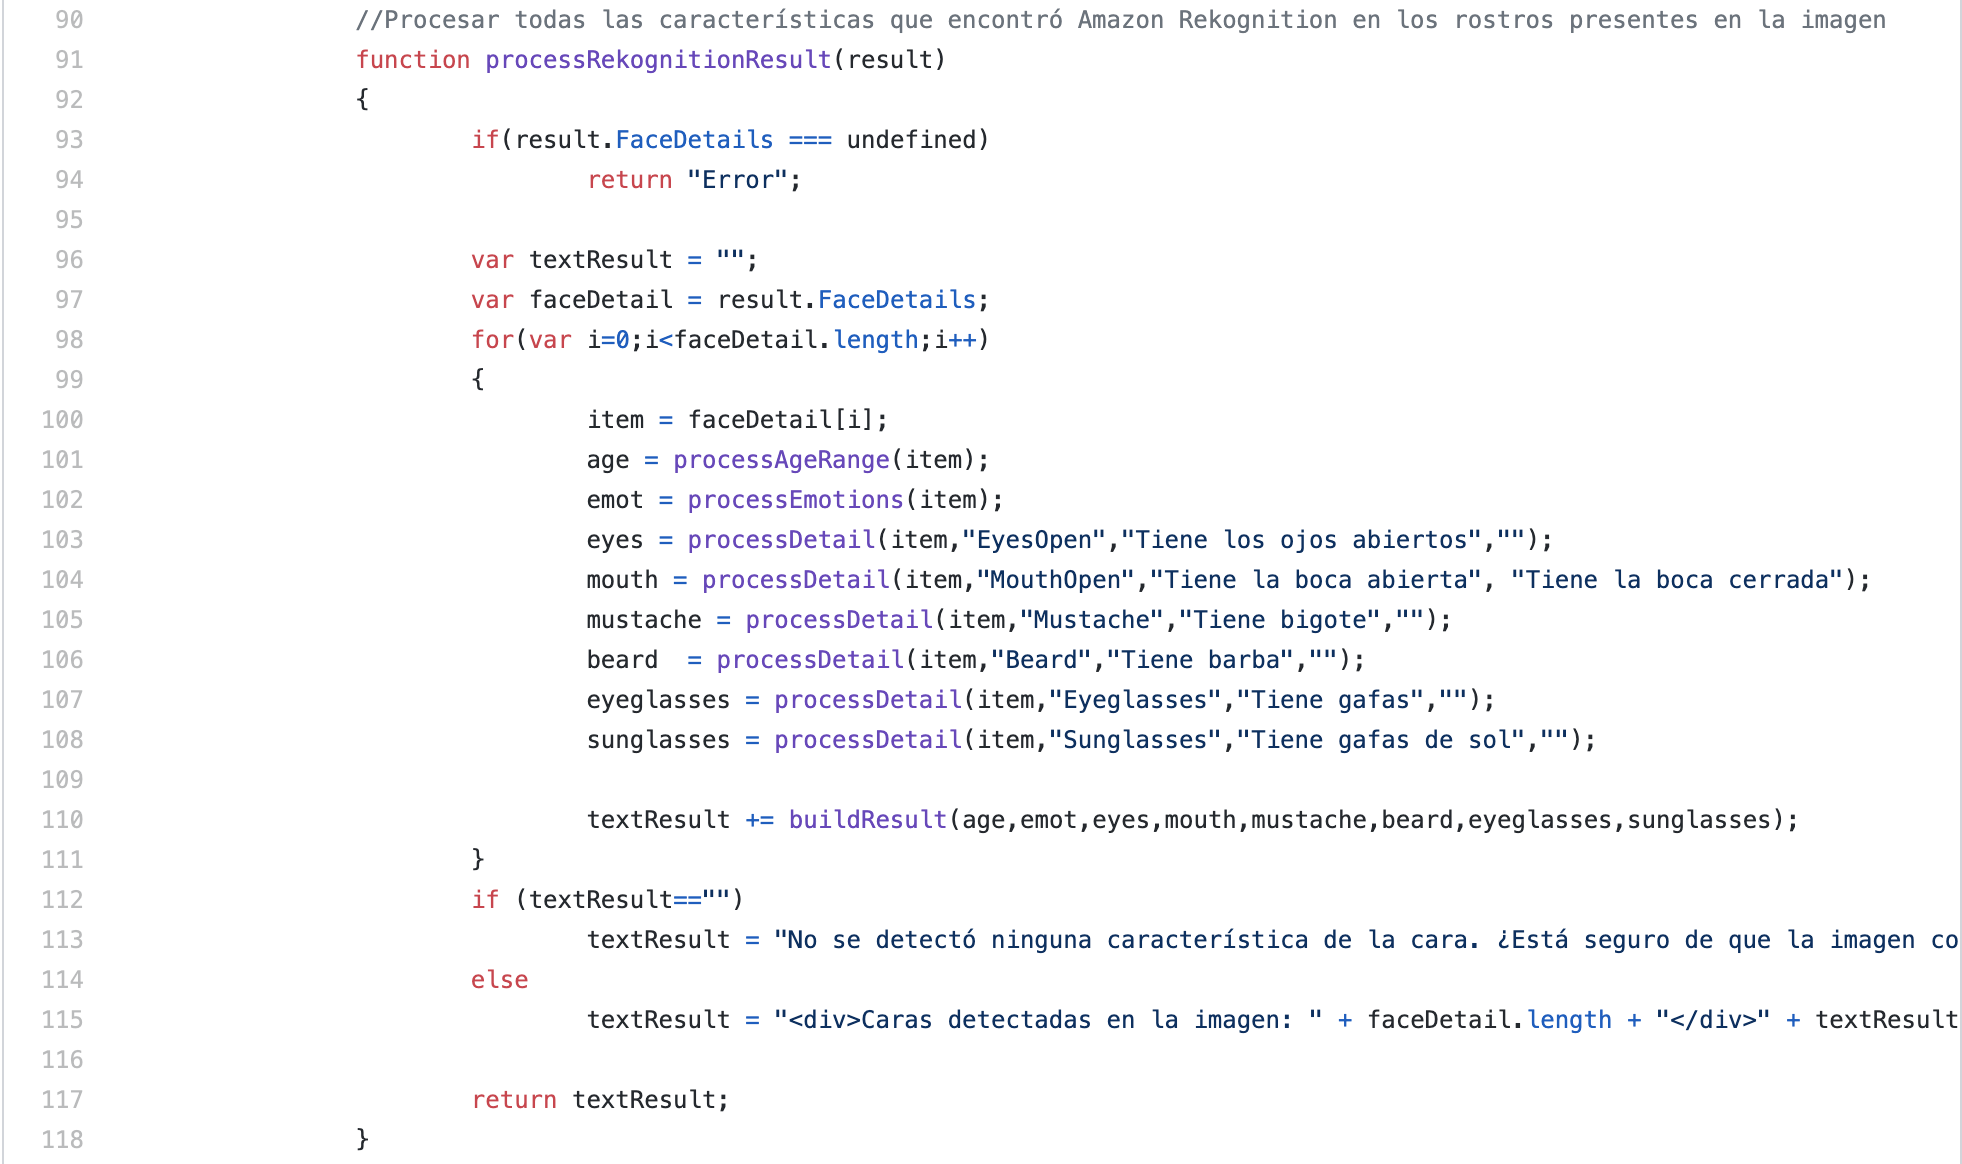 90 //Procesar todas las características que encontró Amazon Rekognition en los rostros presentes en la imagen
91 function processRekognitionResult(result)
92 {
93 if(result.FaceDetails === undefined)
94 return "Error";
95
96 var textResult = "";
97 var faceDetail = result.FaceDetails;
98 for(var i=0;i<faceDetail.length;i++)
99 {
100 item = faceDetail[i];
101 age = processAgeRange(item);
102 emot = processEmotions(item);
103 eyes = processDetail(item,"EyesOpen","Tiene los ojos abiertos","");
104 mouth = processDetail(item,"MouthOpen","Tiene la boca abierta", "Tiene la boca cerrada");
105 mustache = processDetail(item,"Mustache","Tiene bigote","");
106 beard  = processDetail(item,"Beard","Tiene barba","");
107 eyeglasses = processDetail(item,"Eyeglasses","Tiene gafas","");
108 sunglasses = processDetail(item,"Sunglasses","Tiene gafas de sol","");
109
110 textResult += buildResult(age,emot,eyes,mouth,mustache,beard,eyeglasses,sunglasses);
111 }
112 if (textResult=="")
113 textResult = "No se detectó ninguna característica de la cara. ¿Está seguro de que la imagen co
114 else
115 textResult = "<div>Caras detectadas en la imagen: " + faceDetail.length + "</div>" + textResult
116
117 return textResult;
118 }